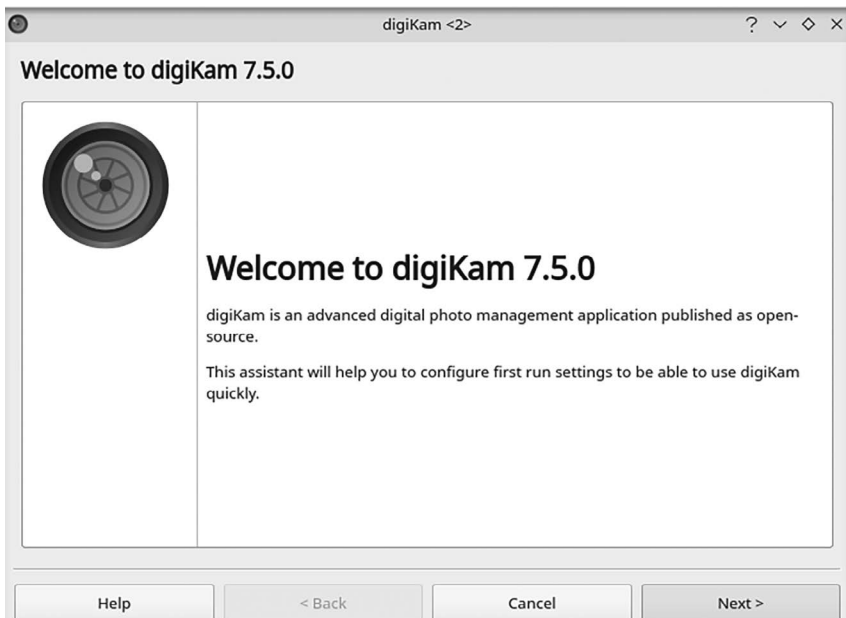 digiKam <2>
Welcome to digiKam 7.5.0
Welcome to digiKam 7.5.0
digiKam is an advanced digital photo management application published as open-
source.
This assistant will help you to configure first run settings to be able to use digiKam
quickly.
Help
< Back
Cancel
Next >